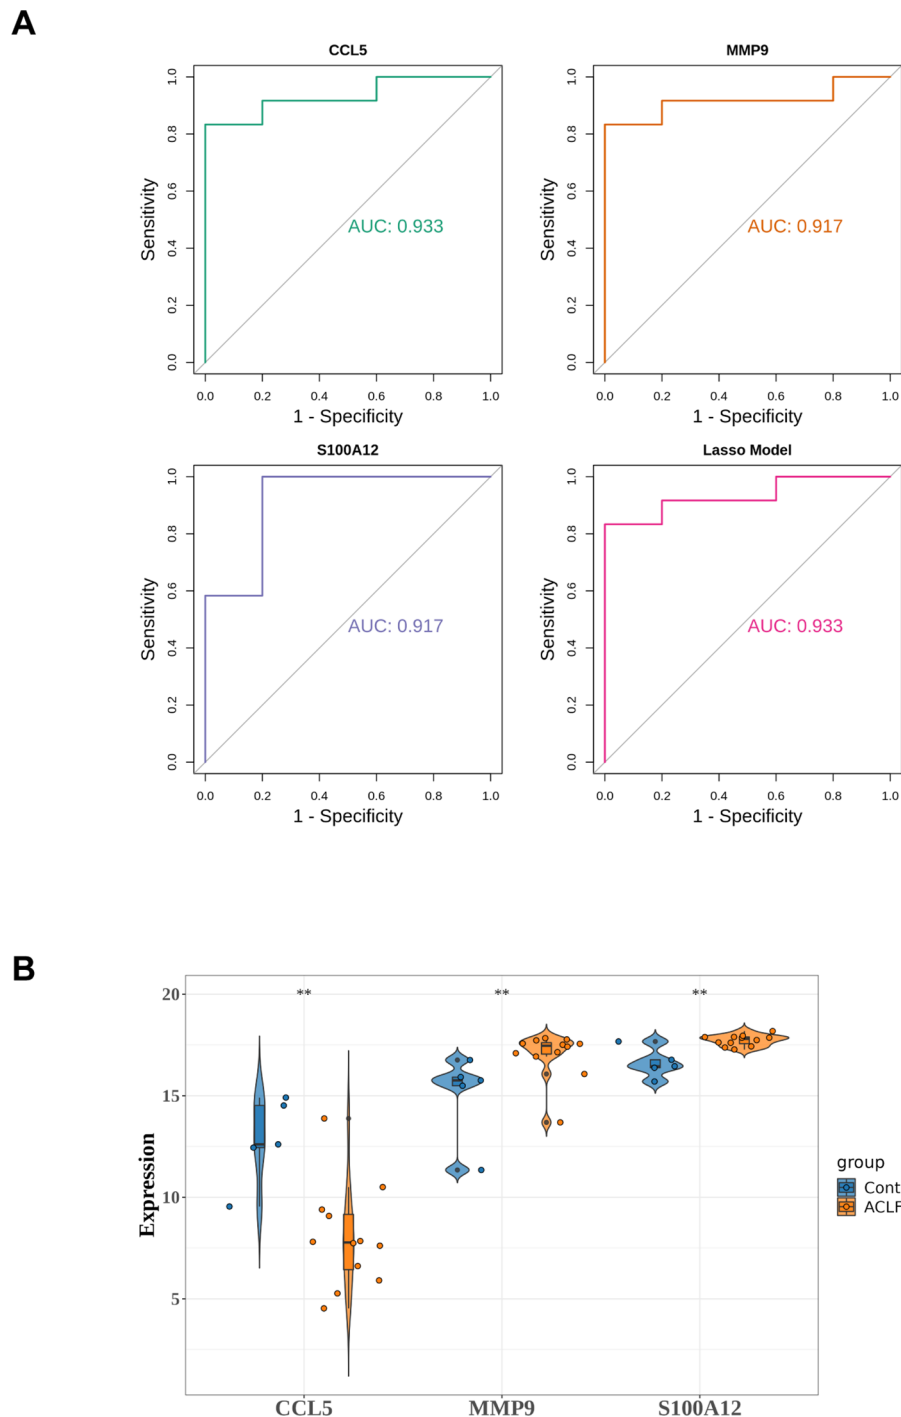 A
CCL5
Sensitivity
1.0
0.8
0.6
0.4
0.2
0.0
AUC: 0.933
0.0 0.2 0.4 0.6 0.8 1.0
1 - Specificity
MMP9
Sensitivity
1.0
0.8
0.6
0.4
0.2
0.0
AUC: 0.917
0.0 0.2 0.4 0.6 0.8 1.0
1 - Specificity
S100A12
Sensitivity
1.0
0.8
0.6
0.4
0.2
0.0
AUC: 0.917
0.0 0.2 0.4 0.6 0.8 1.0
1 - Specificity
Lasso Model
Sensitivity
1.0
0.8
0.6
0.4
0.2
0.0
AUC: 0.933
0.0 0.2 0.4 0.6 0.8 1.0
1 - Specificity
B
Expression
20
15
10
5
** ** **
CCL5 MMP9 S100A12
group
Cont
ACLF